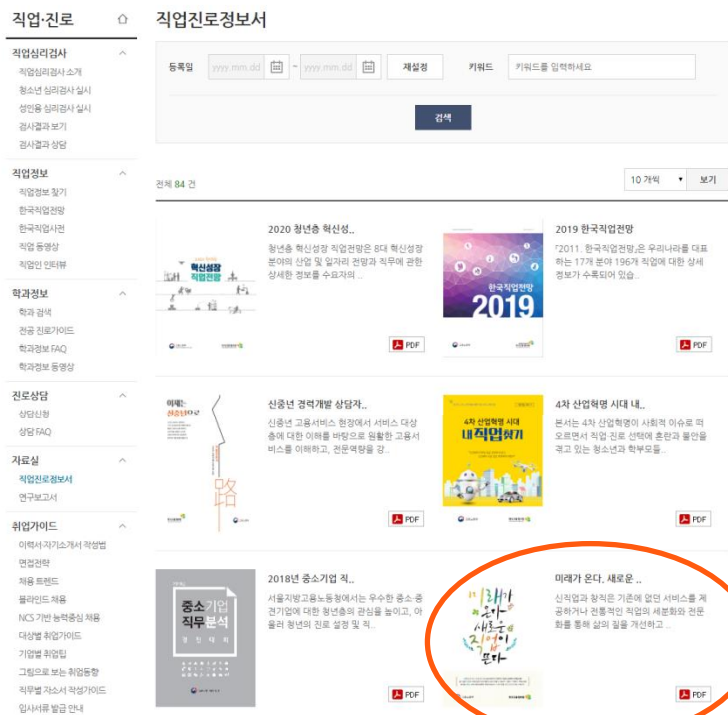 직업·진로
직업심리검사
직업심리검사 소개
청소년 심리검사 실시
성인용 심리검사 실시
검사결과 보기
검사결과 상담
직업정보
직업정보 찾기
한국직업전망
한국직업사전
직업 동영상
직업인 인터뷰
학과정보
학과 검색
전공 진로가이드
학과정보 FAQ
학과정보 동영상
진로상담
상담신청
상담 FAQ
자료실
직업진로정보서
연구보고서
취업가이드
이력서·자기소개서 작성법
면접전략
채용 트렌드
블라인드 채용
NCS 기반 능력중심 채용
대상별 취업가이드
기업별 취업팁
그림으로 보는 취업동향
직무별 자소서 작성가이드
입사서류 발급 안내
직업진로정보서
등록일 yyy.mm.dd ~ yyy.mm.dd 재설정 키워드 키워드를 입력하세요
검색
전체 84 건
10 개씩 보기
혁신성장
직업전망
2020 청년층 혁신성..
청년층 혁신성장 직업전망은 8대 혁신성장
분야의 산업 및 일자리 전망과 직무에 관한
상세한 정보를 수요자의 ..
PDF
한국직업전망
2019
2019 한국직업전망
「2011. 한국직업전망」은 우리나라를 대표
하는 17개 분야 196개 직업에 대한 상세
정보가 수록되어 있습..
PDF
이제는
신중년으로
路
신중년 경력개발 상담자..
신중년 고용서비스 현장에서 서비스 대상
층에 대한 이해를 바탕으로 원활한 고용서
비스를 이해하고, 전문역량을 강..
PDF
4차 산업혁명 시대
내직업찾기
4차 산업혁명 시대 내..
본서는 4차 산업혁명이 사회적 이슈로 떠
오르면서 직업·진로 선택에 혼란과 불안을
겪고 있는 청소년과 학부모들..
PDF
중소기업
직무분석
2018년 중소기업 직..
서울지방고용노동청에서는 우수한 중소·중
견기업에 대한 청년층의 관심을 높이고, 아
울러 청년의 진로 설정 및 직..
PDF
미래가
온다
새로운
직업이
뜬다
미래가 온다, 새로운 ..
신직업과 창직은 기존에 없던 서비스를 제
공하거나 전통적인 직업의 세분화와 전문
화를 통해 삶의 질을 개선하고 ..
PDF